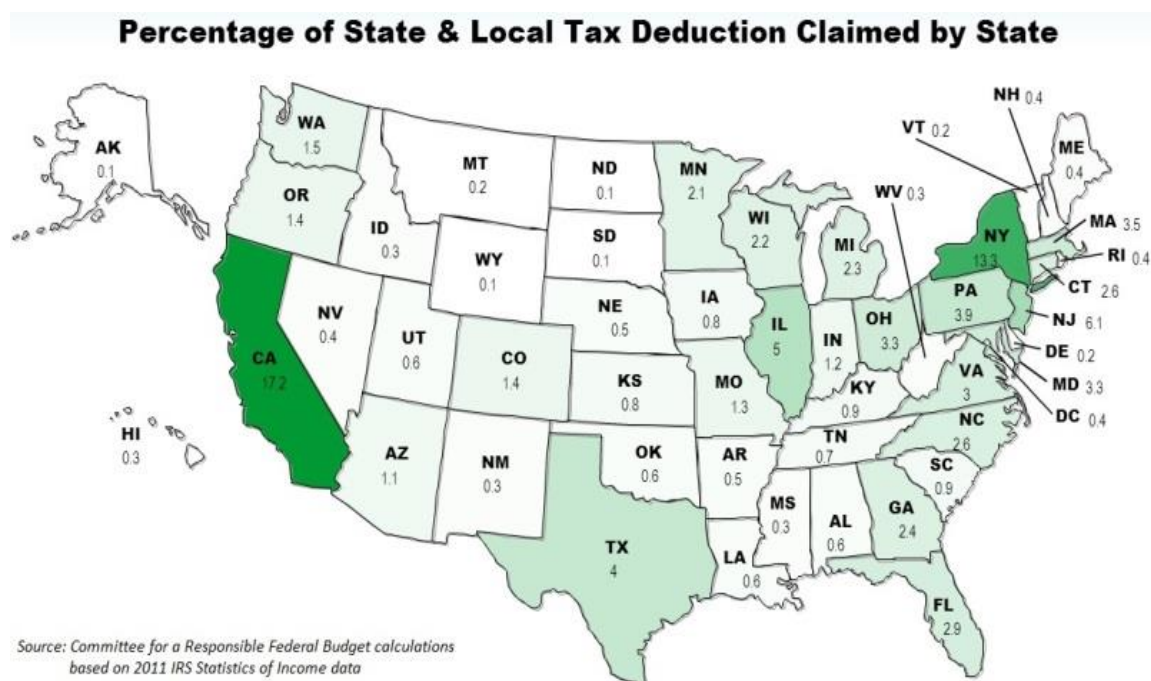 Percentage of State & Local Tax Deduction Claimed by State
AK
0.1
WA
1.5
OR
1.4
ID
0.3
MT
0.2
ND
0.1
MN
2.1
WI
2.2
MI
2.3
WV 0.3
VT 0.2
NH 0.4
ME
0.4
MA 3.5
RI 0.4
CT 2.6
NY
13.3
NJ 6.1
PA
3.9
DE 0.2
MD 3.3
DC 0.4
WY
0.1
SD
0.1
NE
0.5
IA
0.8
IL
5
IN
1.2
OH
3.3
VA
3
NC
2.6
SC
0.9
KY
0.9
TN
0.7
CA
17.2
NV
0.4
UT
0.6
CO
1.4
KS
0.8
MO
1.3
HI
0.3
AZ
1.1
NM
0.3
OK
0.6
AR
0.5
MS
0.3
AL
0.6
GA
2.4
TX
4
LA
0.6
FL
2.9
Source: Committee for a Responsible Federal Budget calculations
based on 2011 IRS Statistics of Income data